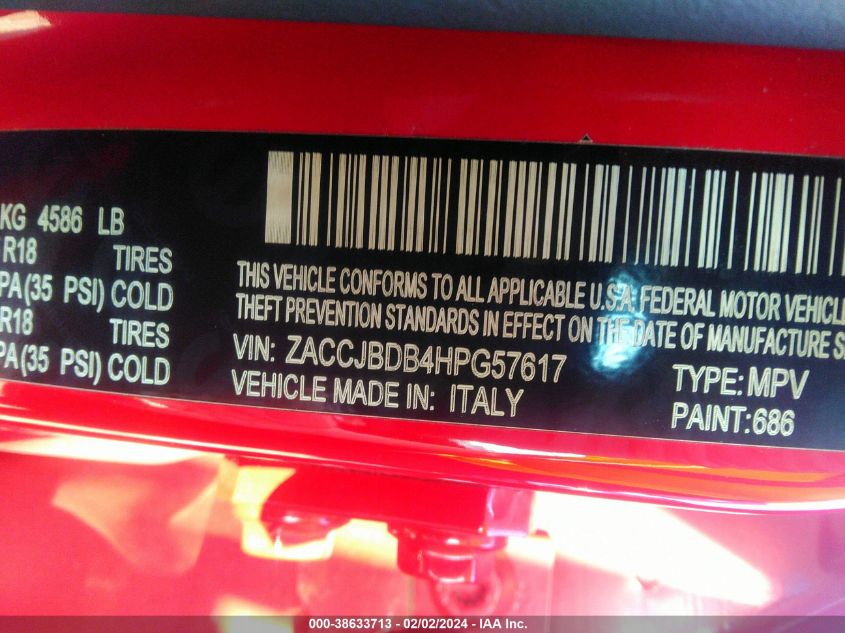 KG 4586 LB
R18 TIRES
PA(35 PSI) COLD
R18 TIRES
PA(35 PSI) COLD
THIS VEHICLE CONFORMS TO ALL APPLICABLE U.S.A. FEDERAL MOTOR VEHICLE
THEFT PREVENTION STANDARDS IN EFFECT ON THE DATE OF MANUFACTURE S
VIN: ZACCJBDB4HPG57617
TYPE: MPV
VEHICLE MADE IN: ITALY
PAINT:686
000-38633713 - 02/02/2024 - IAA Inc.